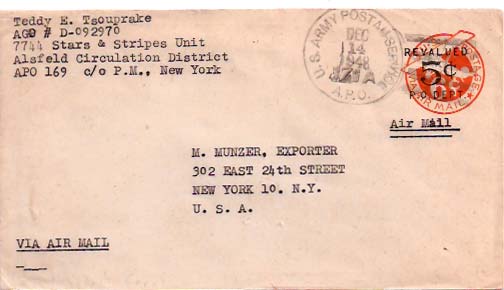 Teddy E. Tsouprake
AGO # D-092970
7744 Stars & Stripes Unit
Alsfeld Circulation District
APO 169 c/o P.M., New York
U.S. ARMY POSTAL SERVICE
DEC
14
1948
A.P.O.
REVALUED
5¢
P.O. DEPT.
VIA AIR MAIL
Air Mail
M. MUNZER, EXPORTER
302 EAST 24th STREET
NEW YORK 10. N.Y.
U. S. A.
VIA AIR MAIL